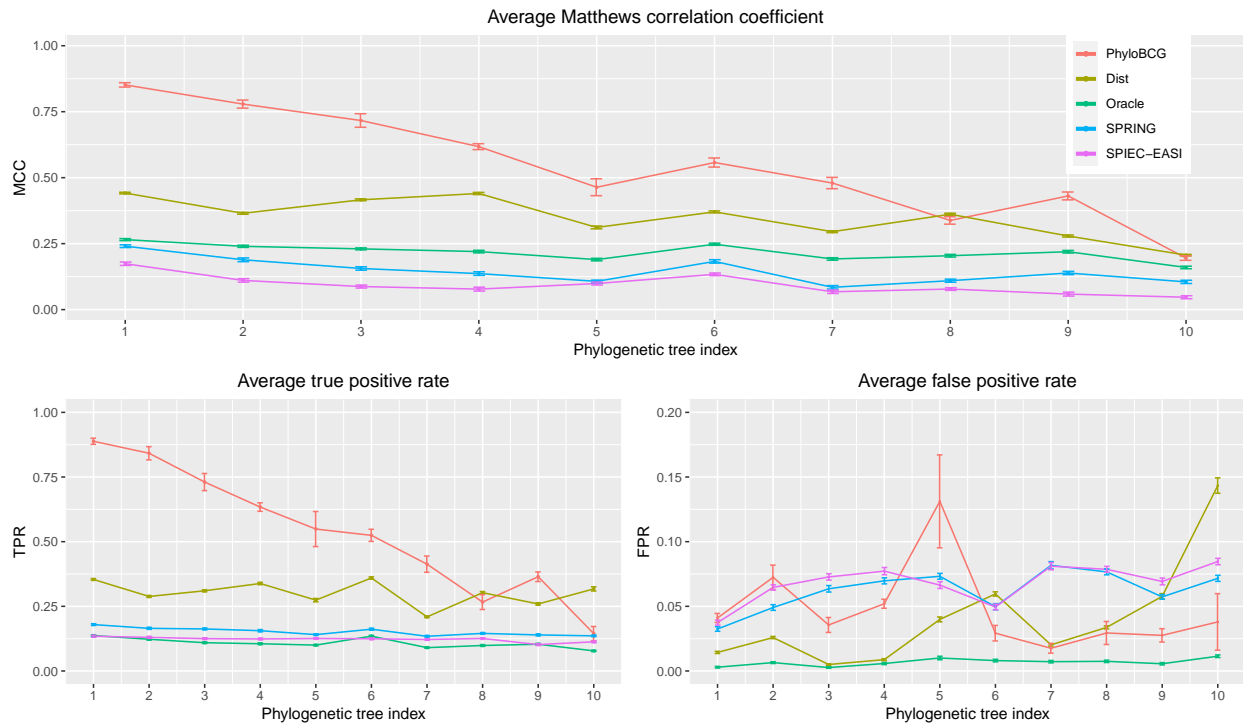 Average Matthews correlation coefficient
1.00
0.75
0.50
0.25
0.00
MCC
PhyloBCG
Dist
Oracle
SPRING
SPIEC−EASI
1 2 3 4 5 6 7 8 9 10
Phylogenetic tree index
Average true positive rate
1.00
0.75
0.50
0.25
0.00
TPR
1 2 3 4 5 6 7 8 9 10
Phylogenetic tree index
Average false positive rate
0.20
0.15
0.10
0.05
0.00
FPR
1 2 3 4 5 6 7 8 9 10
Phylogenetic tree index